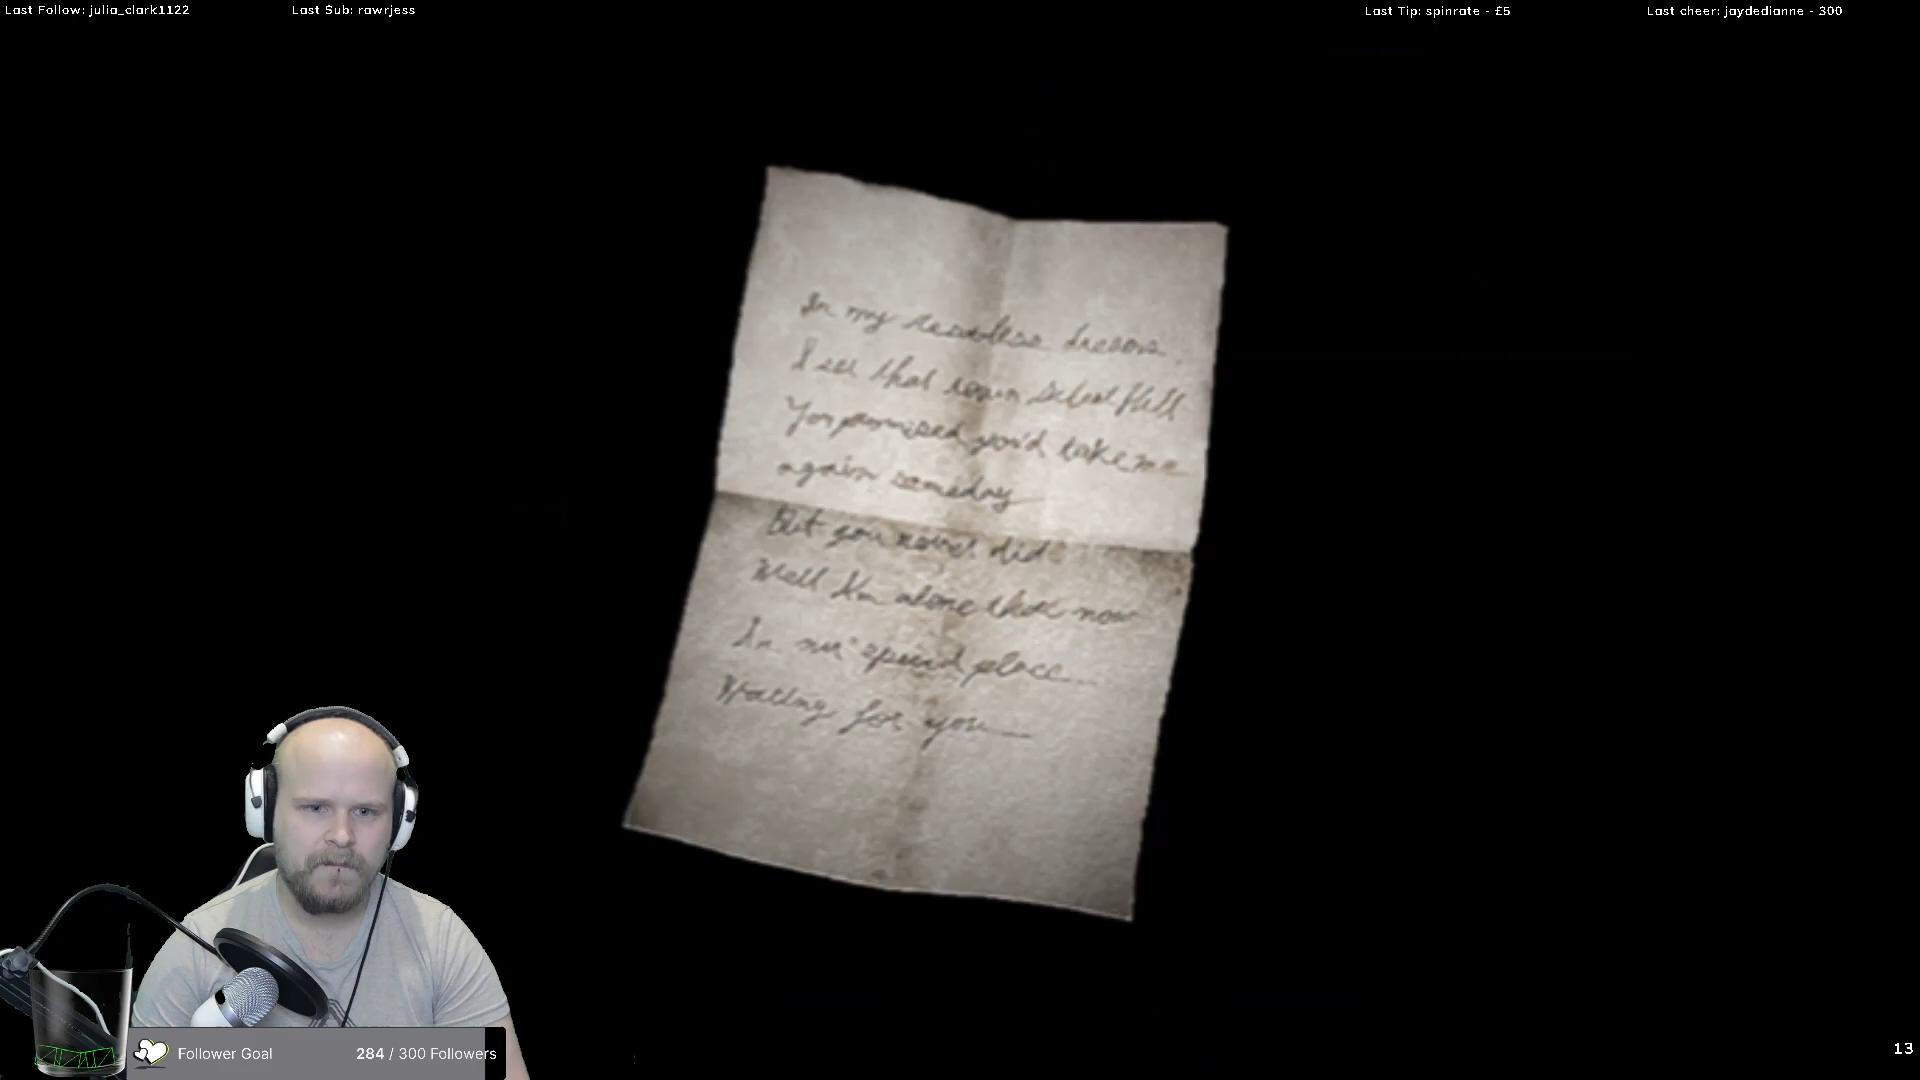 Last Follow: julia_clark1122
Last Sub: rawrjess
Last Tip: spinrate - £5
Last cheer: jaydedianne - 300
In my restless dreams,
I see that town Silent Hill
You promised you'd take me
again someday
But you never did.
Well I'm alone there now
In our special place...
Waiting for you...
Follower Goal
284 / 300 Followers
13